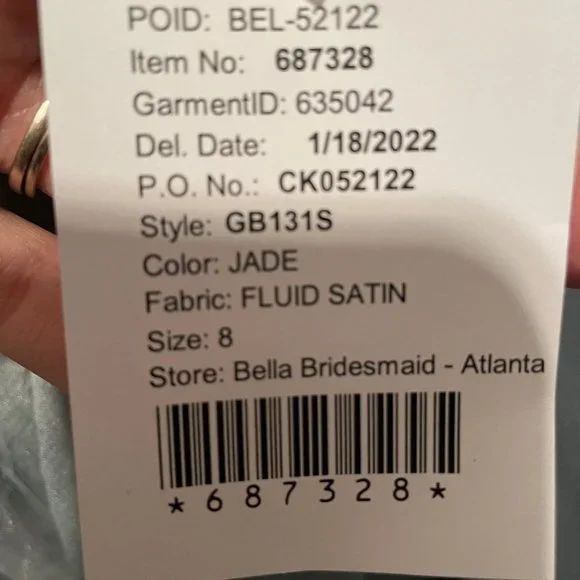 POID: BEL-52122
Item No: 687328
GarmentID: 635042
Del. Date: 1/18/2022
P.O. No.: CK052122
Style: GB131S
Color: JADE
Fabric: FLUID SATIN
Size: 8
Store: Bella Bridesmaid - Atlanta
*687328*